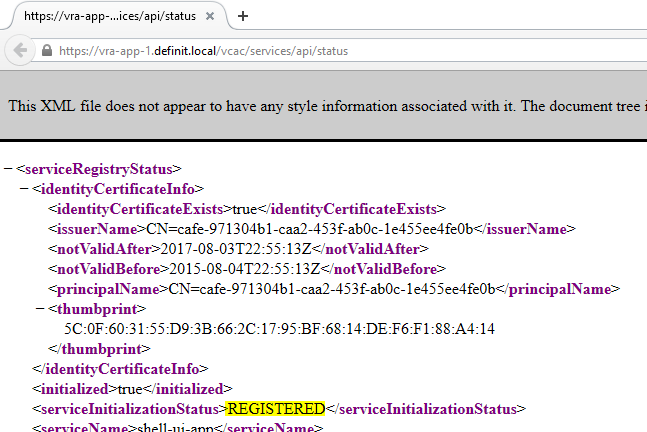 https://vra-app-...ices/api/status
https://vra-app-1.definit.local/vcac/services/api/status
This XML file does not appear to have any style information associated with it. The document tree i
<serviceRegistryStatus>
<identityCertificateInfo>
<identityCertificateExists>true</identityCertificateExists>
<issuerName>CN=cafe-971304b1-caa2-453f-ab0c-1e455ee4fe0b</issuerName>
<notValidAfter>2017-08-03T22:55:13Z</notValidAfter>
<notValidBefore>2015-08-04T22:55:13Z</notValidBefore>
<principalName>CN=cafe-971304b1-caa2-453f-ab0c-1e455ee4fe0b</principalName>
<thumbprint>
5C:0F:60:31:55:D9:3B:66:2C:17:95:BF:68:14:DE:F6:F1:88:A4:14
</thumbprint>
</identityCertificateInfo>
<initialized>true</initialized>
<serviceInitializationStatus>REGISTERED</serviceInitializationStatus>
<serviceName>shell-ui-app</serviceName>